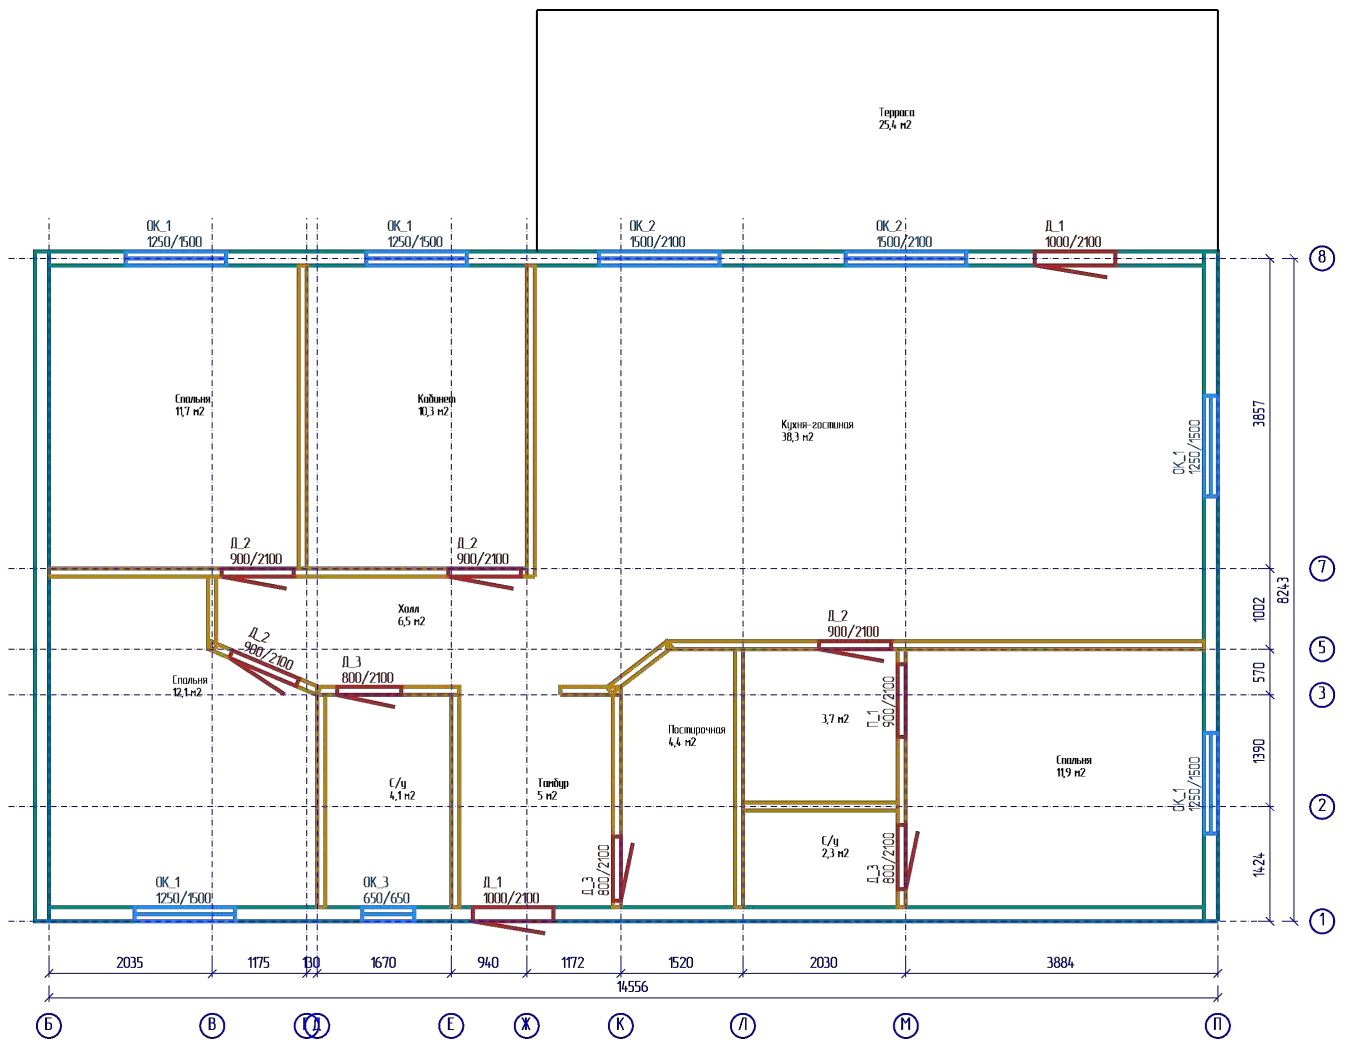 Терраса
25,4 м2
ОК_1
1250/1500
ОК_1
1250/1500
ОК_2
1500/2100
ОК_2
1500/2100
Д_1
1000/2100
8
Спальня
11,7 м2
Кабинет
10,3 м2
Кухня-гостиная
38,3 м2
ОК_1
1250/1500
3857
Д_2
900/2100
Д_2
900/2100
7
8243
Холл
6,5 м2
Д_2
900/2100
1002
Д_2
900/2100
5
Д_3
800/2100
Спальня
12,1 м2
570
3
П_1
900/2100
3,7 м2
Постирочная
4,4 м2
1390
Спальня
11,9 м2
С/у
4,1 м2
Тамбур
5 м2
ОК_1
1250/1500
2
С/у
2,3 м2
Д_3
800/2100
Д_3
800/2100
1424
ОК_1
1250/1500
ОК_3
650/650
Д_1
1000/2100
1
2035
1175
130
1670
940
1172
1520
2030
3884
14556
Б
В
Г
Д
Е
Ж
К
Л
М
П